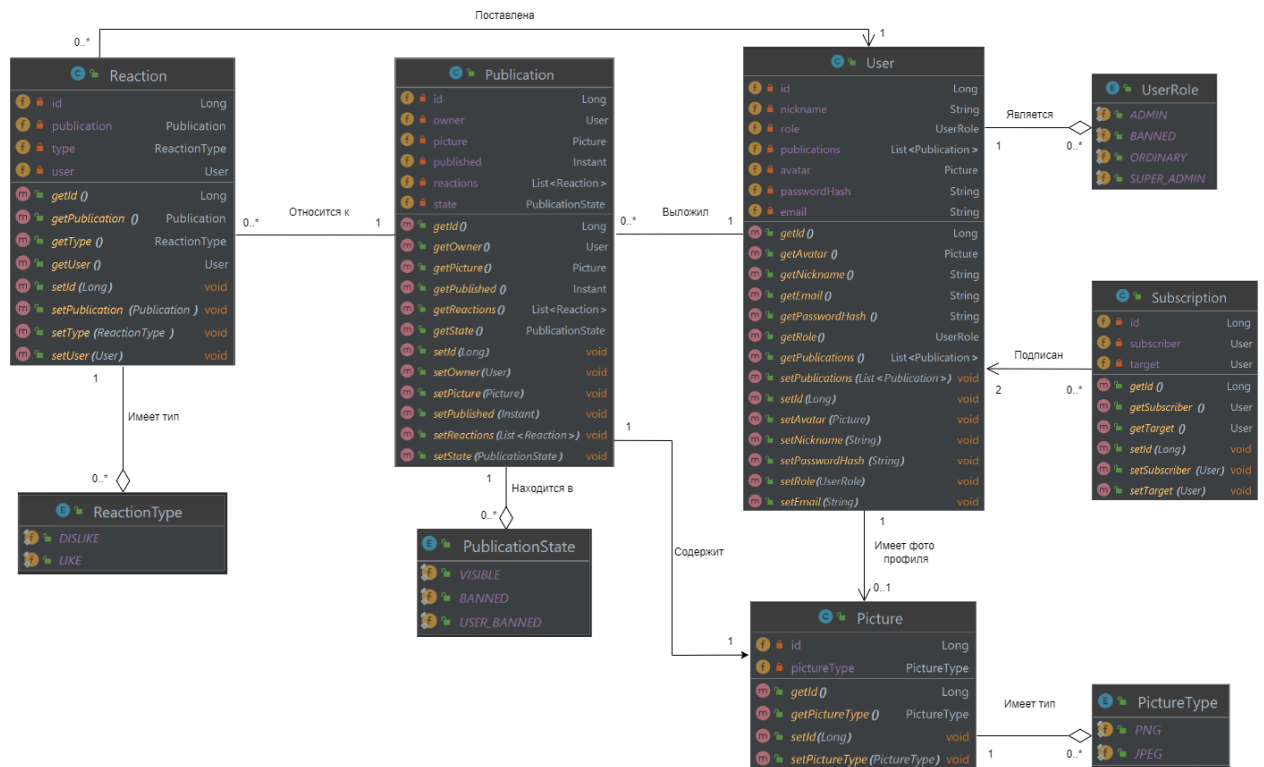 Поставлена
0..*
1
Reaction
id Long
publication Publication
type ReactionType
user User
getId () Long
getPublication () Publication
getType () ReactionType
getUser () User
setId (Long) void
setPublication (Publication ) void
setType (ReactionType ) void
setUser (User) void
Относится к
0..*
1
Publication
id Long
owner User
picture Picture
published Instant
reactions List<Reaction>
state PublicationState
getId() Long
getOwner() User
getPicture() Picture
getPublished () Instant
getReactions() List<Reaction>
getState() PublicationState
setId(Long) void
setOwner(User) void
setPicture(Picture) void
setPublished (Instant) void
setReactions(List <Reaction >) void
setState (PublicationState) void
Выложил
0..*
1
User
id Long
nickname String
role UserRole
publications List<Publication >
avatar Picture
passwordHash String
email String
getId() Long
getAvatar () Picture
getNickname () String
getEmail() String
getPasswordHash () String
getRole() UserRole
getPublications () List<Publication >
setPublications (List <Publication >) void
setId(Long) void
setAvatar (Picture) void
setNickname (String) void
setPasswordHash (String) void
setRole(UserRole) void
setEmail(String) void
Является
1
0..*
UserRole
ADMIN
BANNED
ORDINARY
SUPER_ADMIN
Subscription
id Long
subscriber User
target User
getId () Long
getSubscriber () User
getTarget () User
setId (Long) void
setSubscriber (User) void
setTarget (User) void
Подписан
2
0..*
1
Имеет тип
0..*
ReactionType
DISLIKE
LIKE
1
Находится в
0..*
PublicationState
VISIBLE
BANNED
USER_BANNED
1
Содержит
1
1
Имеет фото
профиля
0..1
Picture
id Long
pictureType PictureType
getId() Long
getPictureType () PictureType
setId(Long) void
setPictureType (PictureType) void
Имеет тип
1
0..*
PictureType
PNG
JPEG